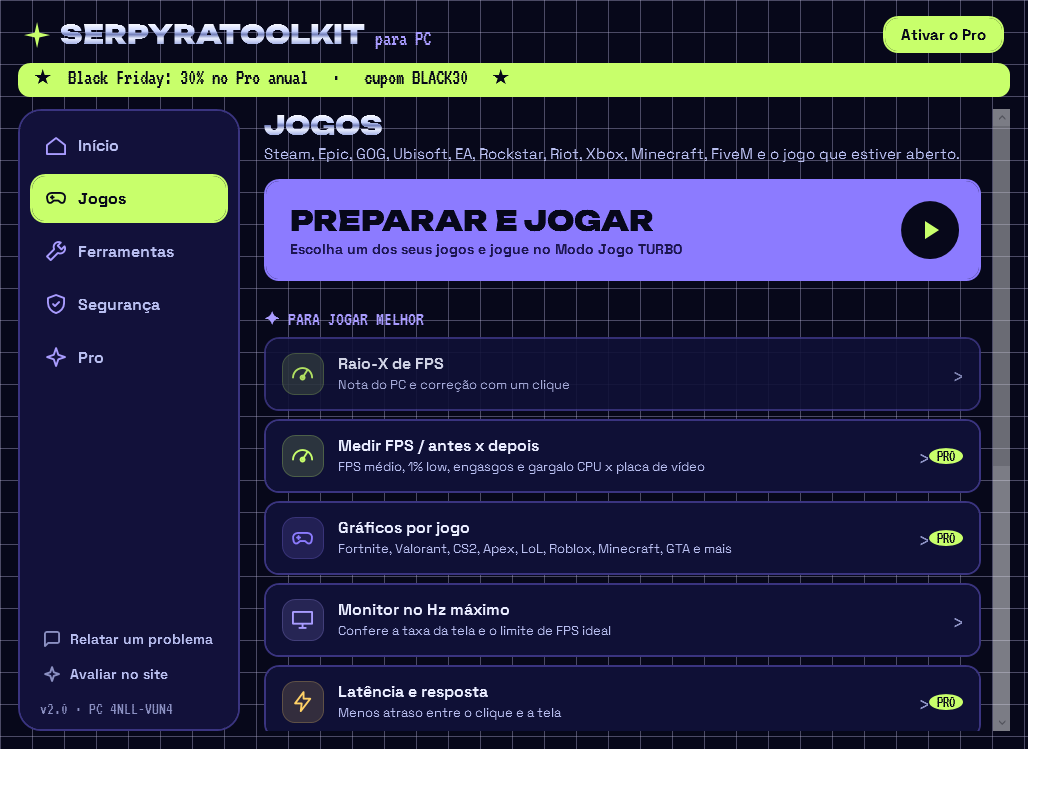 SERPYRATOOLKIT para PC
Ativar o Pro
★ Black Friday: 30% no Pro anual · cupom BLACK30 ★
Início
Jogos
Ferramentas
Segurança
Pro
Relatar um problema
Avaliar no site
v2.0 · PC 4NLL-VUN4
JOGOS
Steam, Epic, GOG, Ubisoft, EA, Rockstar, Riot, Xbox, Minecraft, FiveM e o jogo que estiver aberto.
PREPARAR E JOGAR
Escolha um dos seus jogos e jogue no Modo Jogo TURBO
PARA JOGAR MELHOR
Raio-X de FPS
Nota do PC e correção com um clique
>
Medir FPS / antes x depois
FPS médio, 1% low, engasgos e gargalo CPU x placa de vídeo
> PRO
Gráficos por jogo
Fortnite, Valorant, CS2, Apex, LoL, Roblox, Minecraft, GTA e mais
> PRO
Monitor no Hz máximo
Confere a taxa da tela e o limite de FPS ideal
>
Latência e resposta
Menos atraso entre o clique e a tela
> PRO